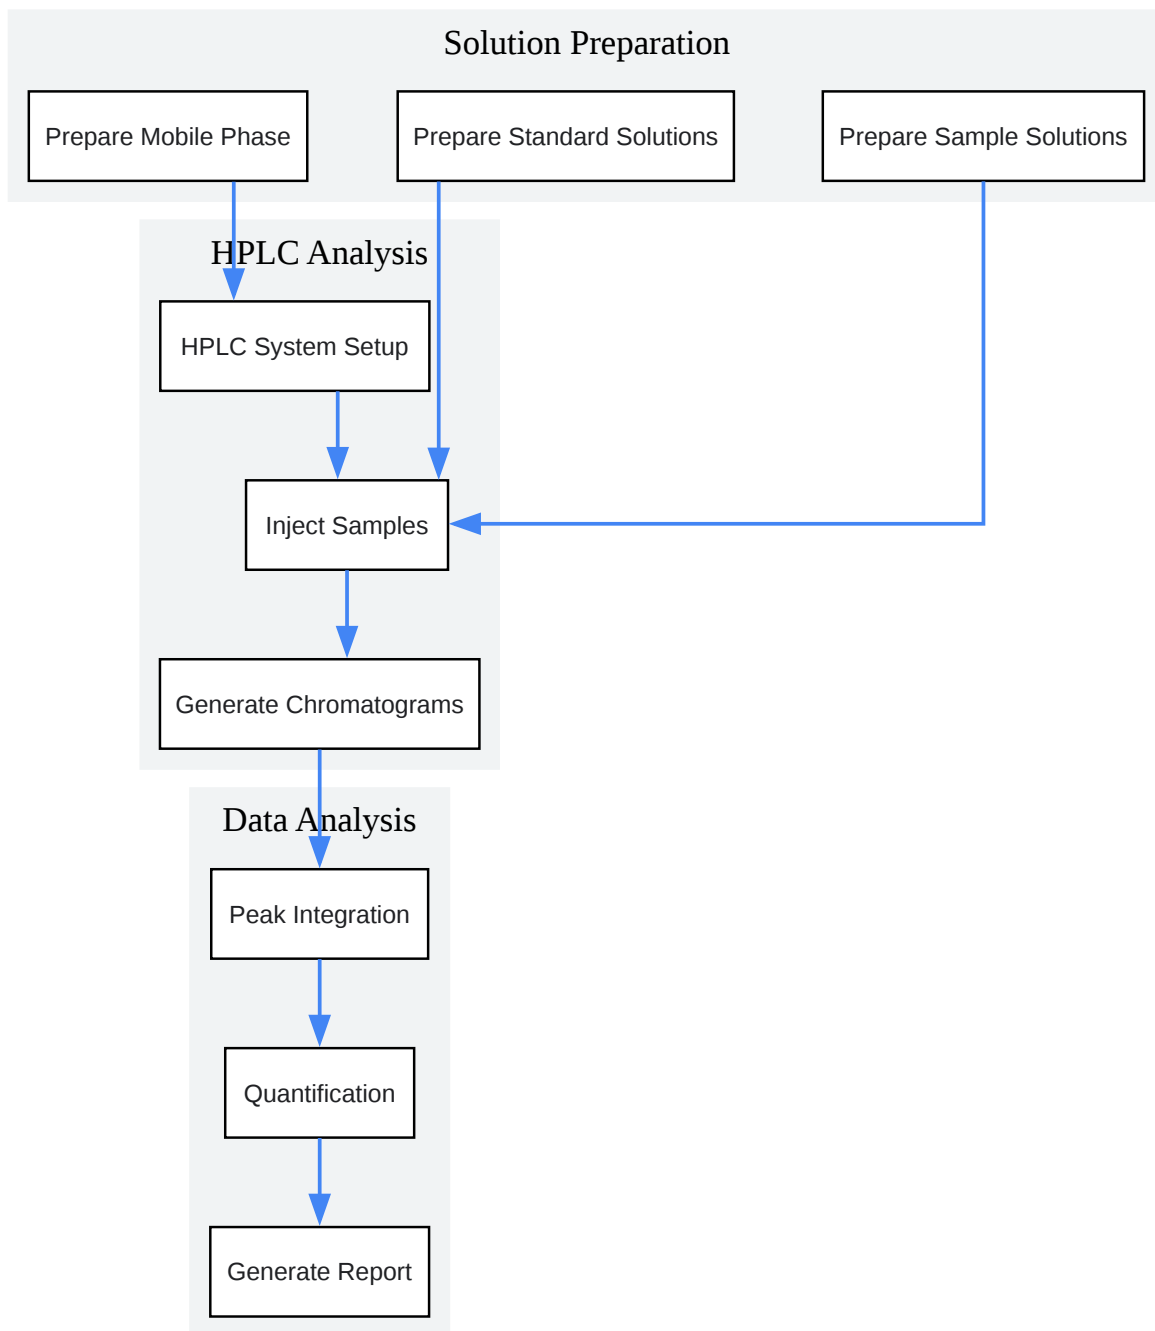 Solution Preparation
Prepare Mobile Phase
Prepare Standard Solutions
Prepare Sample Solutions
HPLC Analysis
HPLC System Setup
Inject Samples
Generate Chromatograms
Data Analysis
Peak Integration
Quantification
Generate Report